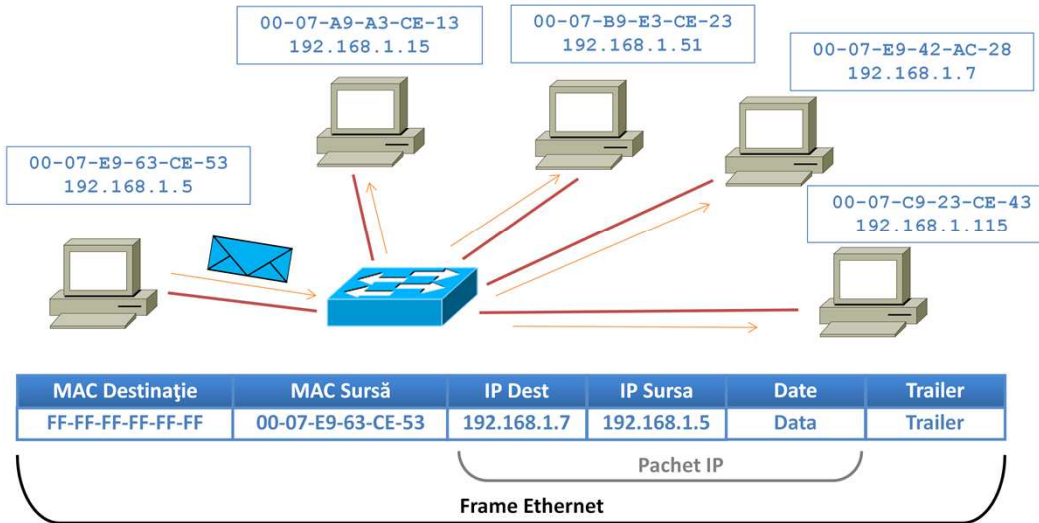 00-07-A9-A3-CE-13
192.168.1.15
00-07-B9-E3-CE-23
192.168.1.51
00-07-E9-42-AC-28
192.168.1.7
00-07-E9-63-CE-53
192.168.1.5
00-07-C9-23-CE-43
192.168.1.115
MAC Destinaţie MAC Sursă IP Dest IP Sursa Date Trailer
FF-FF-FF-FF-FF-FF 00-07-E9-63-CE-53 192.168.1.7 192.168.1.5 Data Trailer
Pachet IP
Frame Ethernet